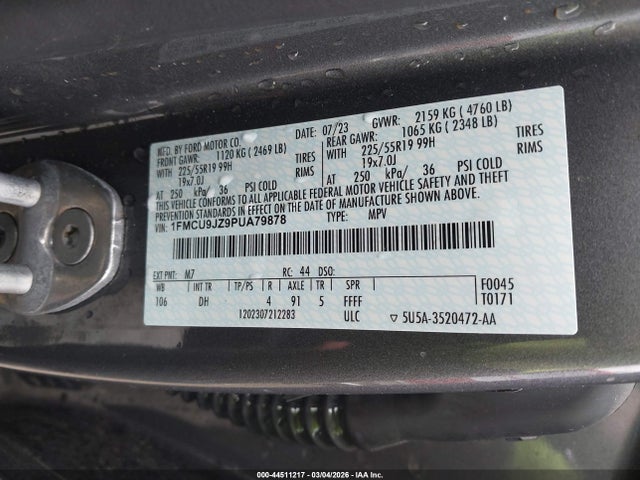 MFD. BY FORD MOTOR CO. 07/23 GVWR: 2159 KG ( 4760 LB)
FRONT GAWR: 1120 KG ( 2469 LB) REAR GAWR: 1065 KG ( 2348 LB)
WITH 225/55R19 99H TIRES WITH 225/55R19 99H TIRES
19x7.0J RIMS 19x7.0J RIMS
AT 250 kPa/ 36 PSI COLD AT 250 kPa/ 36 PSI COLD
THIS VEHICLE CONFORMS TO ALL APPLICABLE FEDERAL MOTOR VEHICLE SAFETY AND THEFT
PREVENTION STANDARDS IN EFFECT ON THE DATE OF MANUFACTURE SHOWN ABOVE.
VIN: 1FMCU9JZ9PUA79878 TYPE: MPV
EXT PNT: M7 RC: 44 DSO:
WB TP/PS R AXLE TR SPR F0045
106 DH 4 91 5 FFFF T0171
1202307212283 ULC ▽ 5U5A-3520472-AA
000-44511217 - 03/04/2026 - IAA Inc.